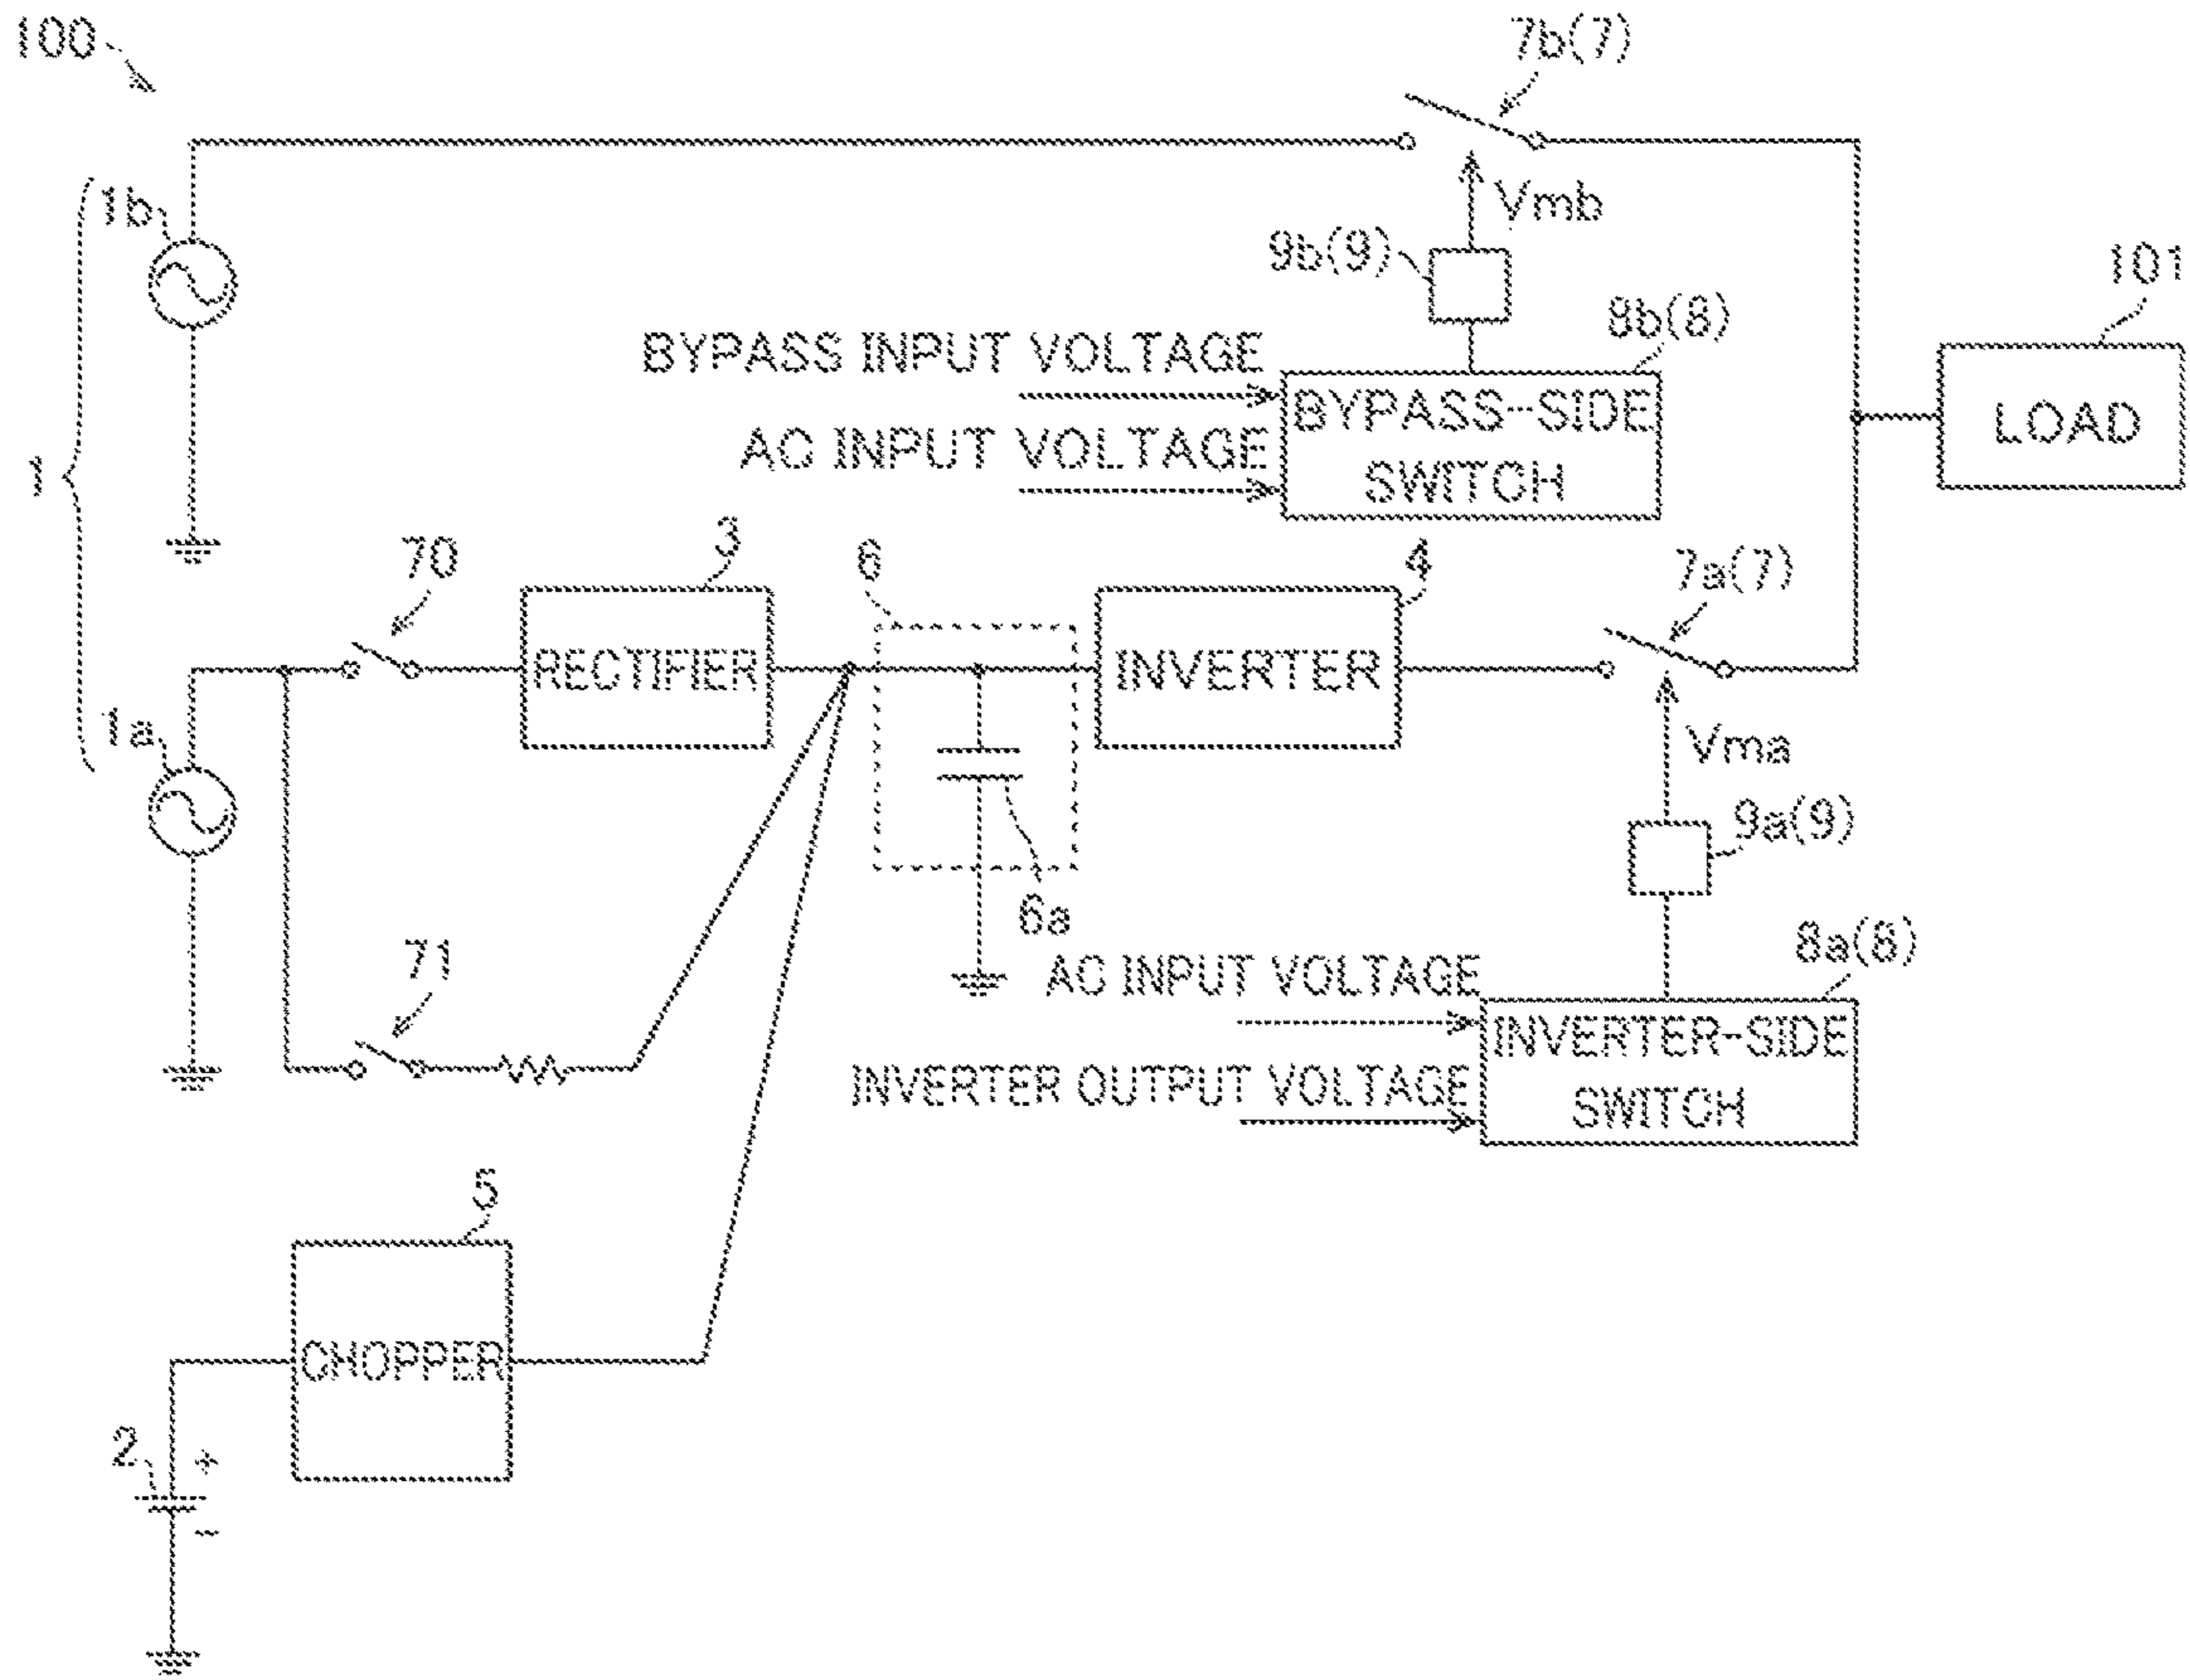 100
7b(7)
1b
Vmb
9b(9)
101
8b(8)
BYPASS INPUT VOLTAGE
BYPASS-SIDE
SWITCH
AC INPUT VOLTAGE
LOAD
1
70
3
6
4
7a(7)
RECTIFIER
INVERTER
1a
Vma
9a(9)
6a
71
8a(8)
AC INPUT VOLTAGE
INVERTER-SIDE
SWITCH
INVERTER OUTPUT VOLTAGE
5
CHOPPER
2
+
−